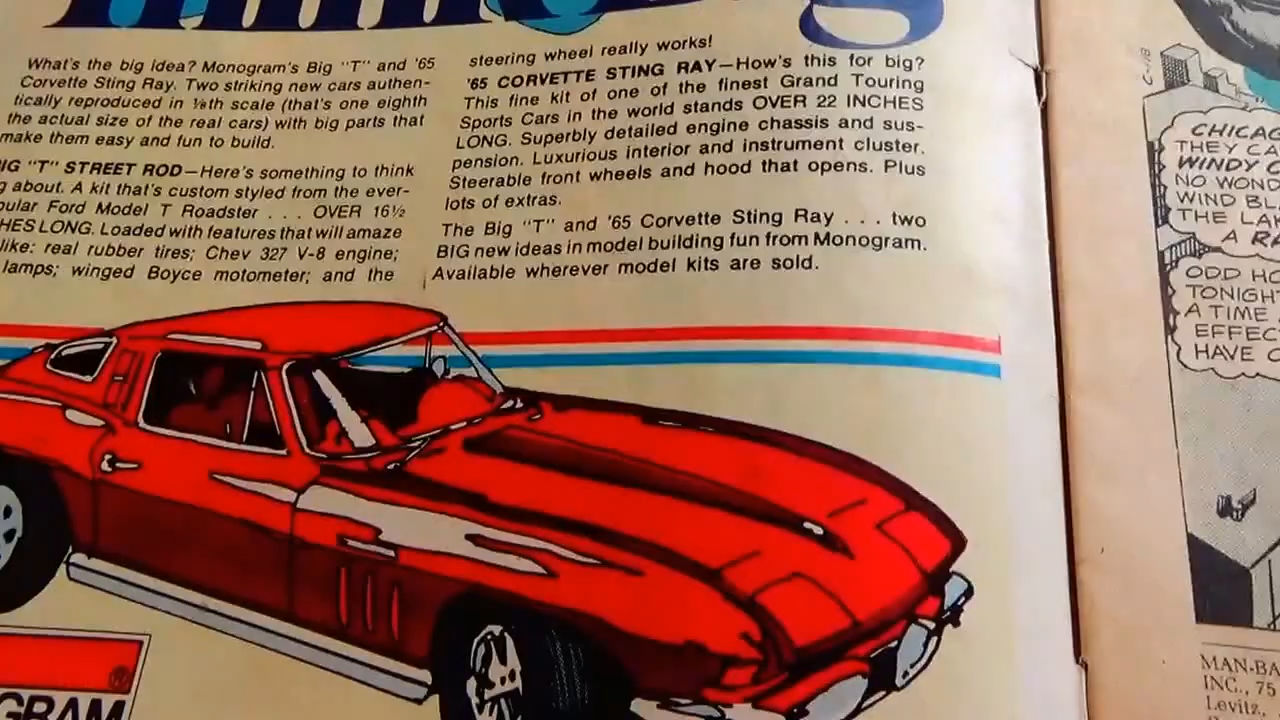 What's the big idea? Monogram's Big "T" and '65
Corvette Sting Ray. Two striking new cars authen-
tically reproduced in ⅛th scale (that's one eighth
the actual size of the real cars) with big parts that
make them easy and fun to build.
"T" STREET ROD—Here's something to think
about. A kit that's custom styled from the ever-
Ford Model T Roadster . . . OVER 16½
LONG. Loaded with features that will amaze
like: real rubber tires; Chev 327 V-8 engine;
lamps; winged Boyce motometer; and the
steering wheel really works!
'65 CORVETTE STING RAY—How's this for big?
This fine kit of one of the finest Grand Touring
Sports Cars in the world stands OVER 22 INCHES
LONG. Superbly detailed engine chassis and sus-
pension. Luxurious interior and instrument cluster.
Steerable front wheels and hood that opens. Plus
lots of extras.
The Big "T" and '65 Corvette Sting Ray . . . two
BIG new ideas in model building fun from Monogram.
Available wherever model kits are sold.
®
GRAM
C-1118
THEY
WINDY
NO
WIND
THE
A
ODD
A TIME
HAVE
MAN-BA
INC., 75
Levitz,